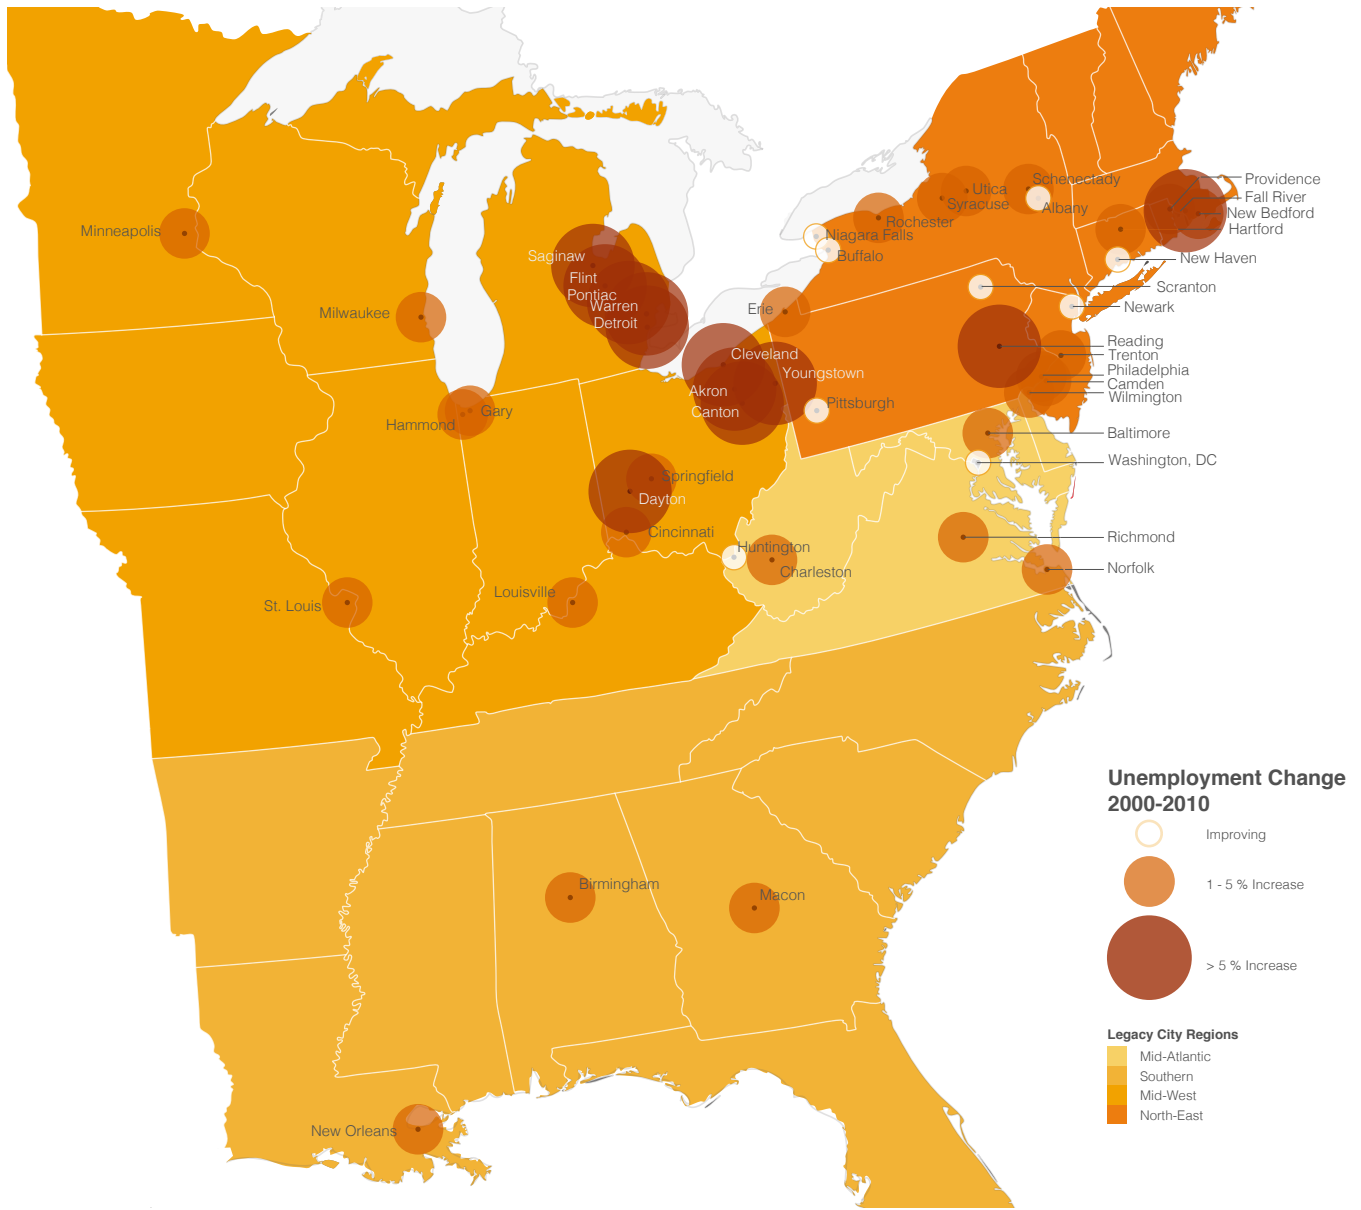 Schenectady
Providence
Utica
Fall River
Syracuse
Albany
New Bedford
Rochester
Hartford
Minneapolis
Niagara Falls
Saginaw
Buffalo
New Haven
Flint
Scranton
Pontiac
Warren
Erie
Newark
Milwaukee
Detroit
Reading
Cleveland
Trenton
Youngstown
Philadelphia
Akron
Camden
Wilmington
Gary
Canton
Pittsburgh
Hammond
Baltimore
Washington, DC
Springfield
Dayton
Cincinnati
Richmond
Huntington
Charleston
Norfolk
Louisville
St. Louis
Unemployment Change
2000-2010
Improving
Birmingham
1 - 5 % Increase
Macon
> 5 % Increase
Legacy City Regions
Mid-Atlantic
Southern
Mid-West
North-East
New Orleans